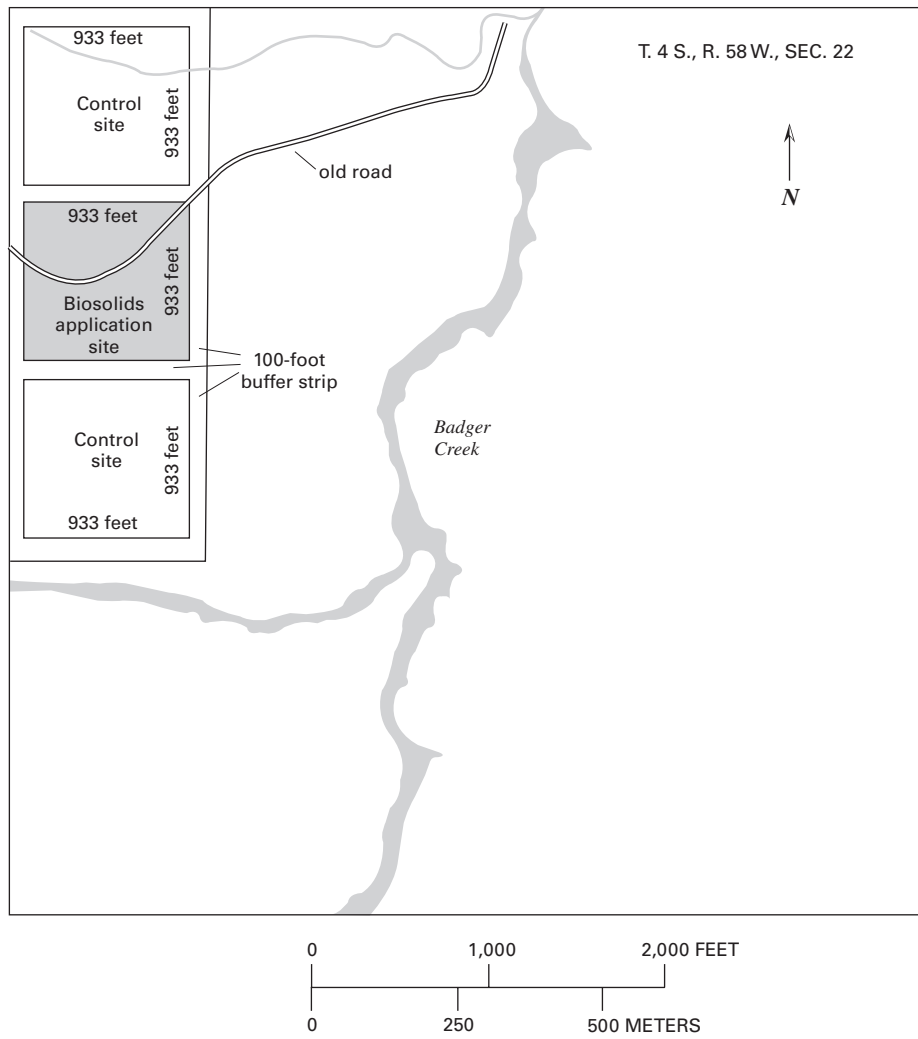 933 feet
Control
site
933 feet
T. 4 S., R. 58 W., SEC. 22
old road
N
933 feet
933 feet
Biosolids
application
site
100-foot
buffer strip
Control
site
933 feet
933 feet
Badger
Creek
0 1,000 2,000 FEET
0 250 500 METERS